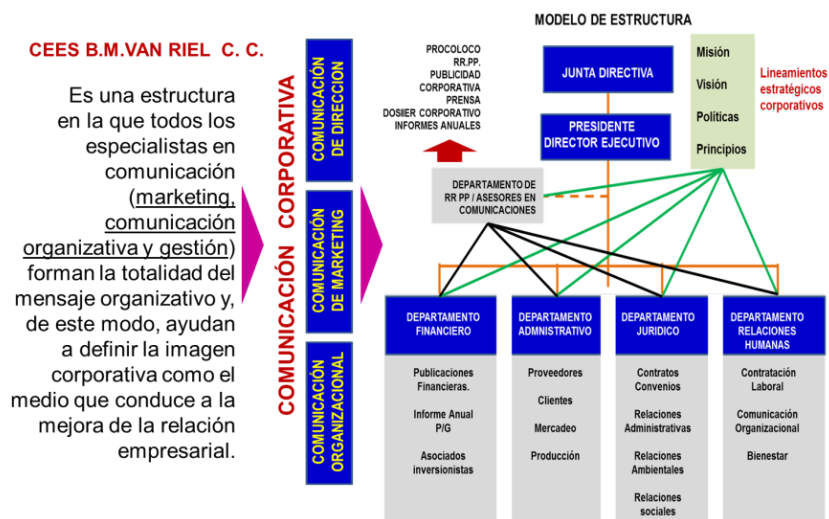 CEES B.M.VAN RIEL C. C.
Es una estructura
en la que todos los
especialistas en
comunicación
(marketing,
comunicación
organizativa y gestión)
forman la totalidad del
mensaje organizativo y,
de este modo, ayudan
a definir la imagen
corporativa como el
medio que conduce a la
mejora de la relación
empresarial.
COMUNICACIÓN CORPORATIVA
COMUNICACIÓN
DE DIRECCION
COMUNICACIÓN
DE MARKETING
COMUNICACIÓN
ORGANIZACIONAL
MODELO DE ESTRUCTURA
PROCOLOCO
RR.PP.
PUBLICIDAD
CORPORATIVA
PRENSA
DOSIIER CORPORATIVO
INFORMES ANUALES
JUNTA DIRECTIVA
PRESIDENTE
DIRECTOR EJECUTIVO
Misión
Visión
Políticas
Principios
Lineamientos
estratégicos
corporativos
DEPARTAMENTO DE
RR PP / ASESORES EN
COMUNICACIONES
DEPARTAMENTO
FINANCIERO
Publicaciones
Financieras.
Informe Anual
P/G
Asociados
inversionistas
DEPARTAMENTO
ADMNISTRATIVO
Proveedores
Clientes
Mercadeo
Producción
DEPARTAMENTO
JURIDICO
Contratos
Convenios
Relaciones
Administrativas
Relaciones
Ambientales
Relaciones
sociales
DEPARTAMENTO
RELACIONES
HUMANAS
Contratación
Laboral
Comunicación
Organizacional
Bienestar